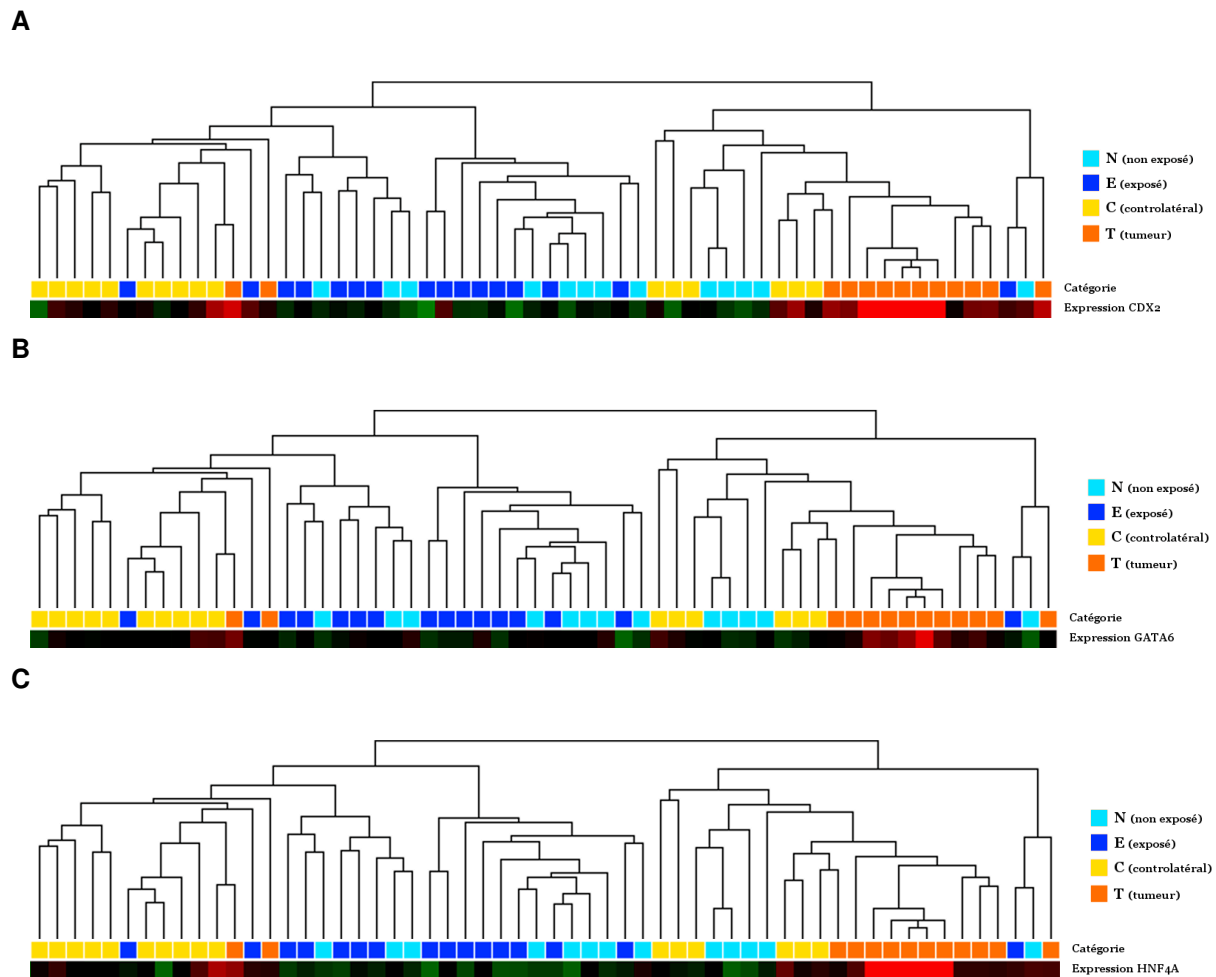 A
N (non exposé)
E (exposé)
C (controlatéral)
T (tumeur)
Catégorie
Expression CDX2
B
N (non exposé)
E (exposé)
C (controlatéral)
T (tumeur)
Catégorie
Expression GATA6
C
N (non exposé)
E (exposé)
C (controlatéral)
T (tumeur)
Catégorie
Expression HNF4A